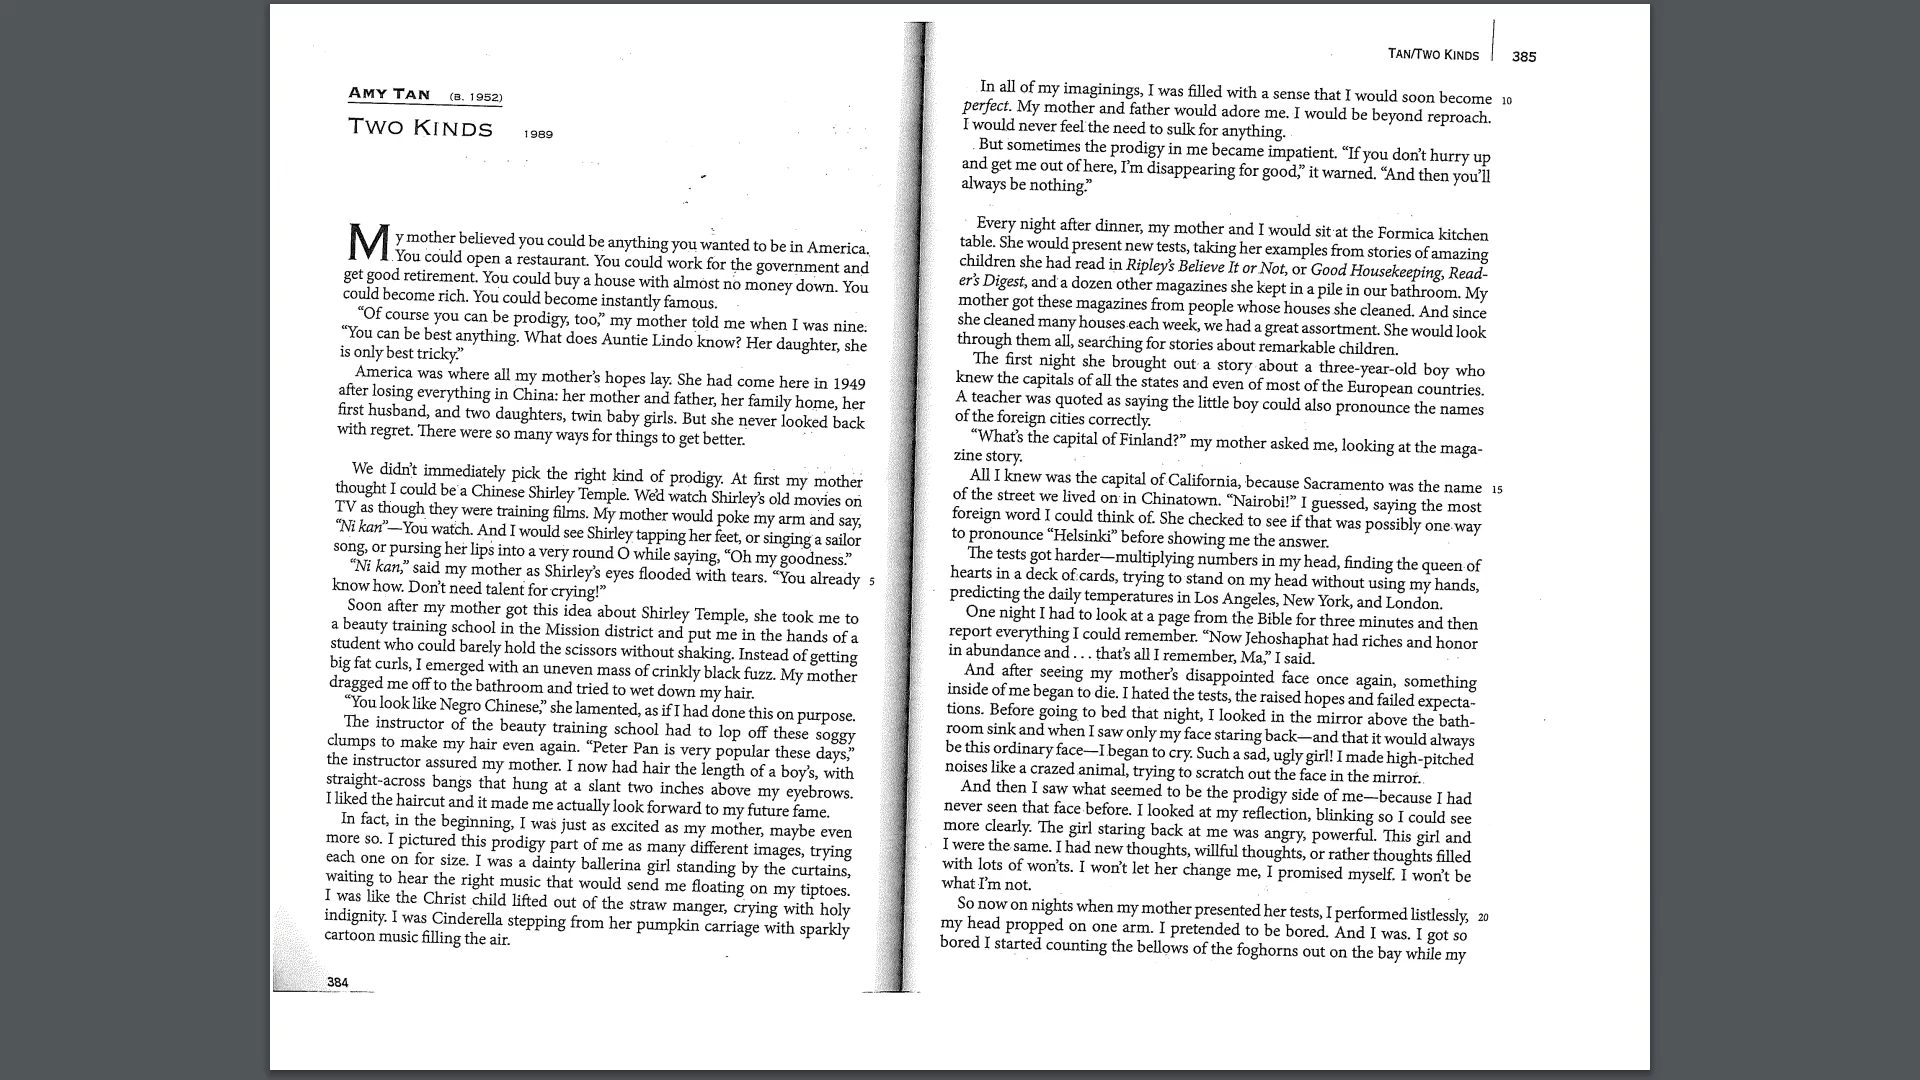 AMY TAN (B. 1952)
TWO KINDS 1989
My mother believed you could be anything you wanted to be in America.
You could open a restaurant. You could work for the government and
get good retirement. You could buy a house with almost no money down. You
could become rich. You could become instantly famous.
“Of course you can be prodigy, too,” my mother told me when I was nine.
“You can be best anything. What does Auntie Lindo know? Her daughter, she
is only best tricky.”
America was where all my mother’s hopes lay. She had come here in 1949
after losing everything in China: her mother and father, her family home, her
first husband, and two daughters, twin baby girls. But she never looked back
with regret. There were so many ways for things to get better.
We didn’t immediately pick the right kind of prodigy. At first my mother
thought I could be a Chinese Shirley Temple. We’d watch Shirley’s old movies on
TV as though they were training films. My mother would poke my arm and say,
“Ni kan”—You watch. And I would see Shirley tapping her feet, or singing a sailor
song, or pursing her lips into a very round O while saying, “Oh my goodness.”
“Ni kan,” said my mother as Shirley’s eyes flooded with tears. “You already 5
know how. Don’t need talent for crying!”
Soon after my mother got this idea about Shirley Temple, she took me to
a beauty training school in the Mission district and put me in the hands of a
student who could barely hold the scissors without shaking. Instead of getting
big fat curls, I emerged with an uneven mass of crinkly black fuzz. My mother
dragged me off to the bathroom and tried to wet down my hair.
“You look like Negro Chinese,” she lamented, as if I had done this on purpose.
The instructor of the beauty training school had to lop off these soggy
clumps to make my hair even again. “Peter Pan is very popular these days,”
the instructor assured my mother. I now had hair the length of a boy’s, with
straight-across bangs that hung at a slant two inches above my eyebrows.
I liked the haircut and it made me actually look forward to my future fame.
In fact, in the beginning, I was just as excited as my mother, maybe even
more so. I pictured this prodigy part of me as many different images, trying
each one on for size. I was a dainty ballerina girl standing by the curtains,
waiting to hear the right music that would send me floating on my tiptoes.
I was like the Christ child lifted out of the straw manger, crying with holy
indignity. I was Cinderella stepping from her pumpkin carriage with sparkly
cartoon music filling the air.
384
TAN/TWO KINDS 385
In all of my imaginings, I was filled with a sense that I would soon become 10
perfect. My mother and father would adore me. I would be beyond reproach.
I would never feel the need to sulk for anything.
But sometimes the prodigy in me became impatient. “If you don’t hurry up
and get me out of here, I’m disappearing for good,” it warned. “And then you’ll
always be nothing.”
Every night after dinner, my mother and I would sit at the Formica kitchen
table. She would present new tests, taking her examples from stories of amazing
children she had read in Ripley’s Believe It or Not, or Good Housekeeping, Read-
er’s Digest, and a dozen other magazines she kept in a pile in our bathroom. My
mother got these magazines from people whose houses she cleaned. And since
she cleaned many houses each week, we had a great assortment. She would look
through them all, searching for stories about remarkable children.
The first night she brought out a story about a three-year-old boy who
knew the capitals of all the states and even of most of the European countries.
A teacher was quoted as saying the little boy could also pronounce the names
of the foreign cities correctly.
“What’s the capital of Finland?” my mother asked me, looking at the maga-
zine story.
All I knew was the capital of California, because Sacramento was the name 15
of the street we lived on in Chinatown. “Nairobi!” I guessed, saying the most
foreign word I could think of. She checked to see if that was possibly one way
to pronounce “Helsinki” before showing me the answer.
The tests got harder—multiplying numbers in my head, finding the queen of
hearts in a deck of cards, trying to stand on my head without using my hands,
predicting the daily temperatures in Los Angeles, New York, and London.
One night I had to look at a page from the Bible for three minutes and then
report everything I could remember. “Now Jehoshaphat had riches and honor
in abundance and . . . that’s all I remember, Ma,” I said.
And after seeing my mother’s disappointed face once again, something
inside of me began to die. I hated the tests, the raised hopes and failed expecta-
tions. Before going to bed that night, I looked in the mirror above the bath-
room sink and when I saw only my face staring back—and that it would always
be this ordinary face—I began to cry. Such a sad, ugly girl! I made high-pitched
noises like a crazed animal, trying to scratch out the face in the mirror.
And then I saw what seemed to be the prodigy side of me—because I had
never seen that face before. I looked at my reflection, blinking so I could see
more clearly. The girl staring back at me was angry, powerful. This girl and
I were the same. I had new thoughts, willful thoughts, or rather thoughts filled
with lots of won’ts. I won’t let her change me, I promised myself. I won’t be
what I’m not.
So now on nights when my mother presented her tests, I performed listlessly, 20
my head propped on one arm. I pretended to be bored. And I was. I got so
bored I started counting the bellows of the foghorns out on the bay while my